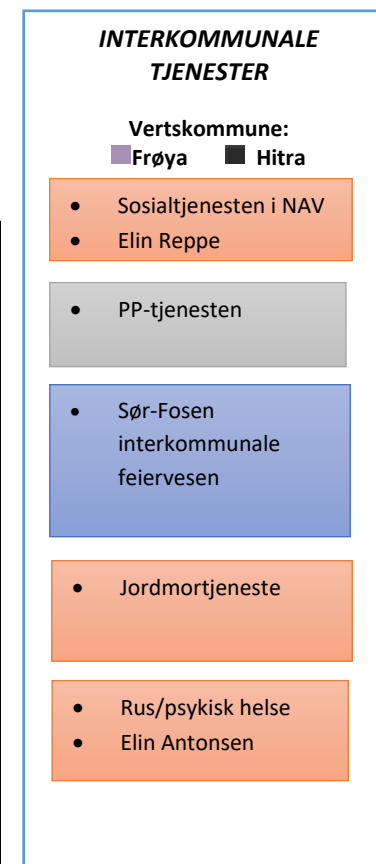 INTERKOMMUNALE
TJENESTER
Vertskommune:
Frøya Hitra
• Sosialtjenesten i NAV
• Elin Reppe
• PP-tjenesten
• Sør-Fosen
interkommunale
feiervesen
• Jordmortjeneste
• Rus/psykisk helse
• Elin Antonsen